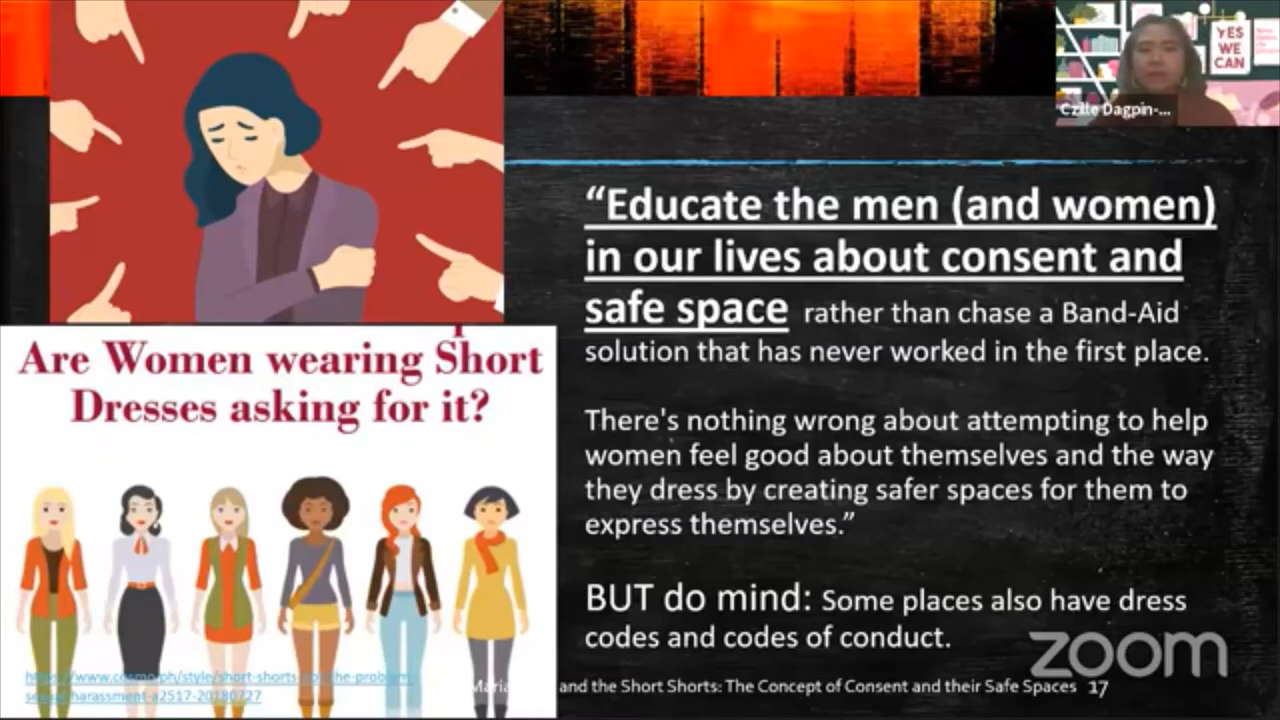 YES
WE
CAN
Czille Dagpin-...
“Educate the men (and women)
in our lives about consent and
safe space rather than chase a Band-Aid
solution that has never worked in the first place.
There's nothing wrong about attempting to help
women feel good about themselves and the way
they dress by creating safer spaces for them to
express themselves.”
BUT do mind: Some places also have dress
codes and codes of conduct.
Are Women wearing Short
Dresses asking for it?
zoom
Maria and the Short Shorts: The Concept of Consent and their Safe Spaces 17